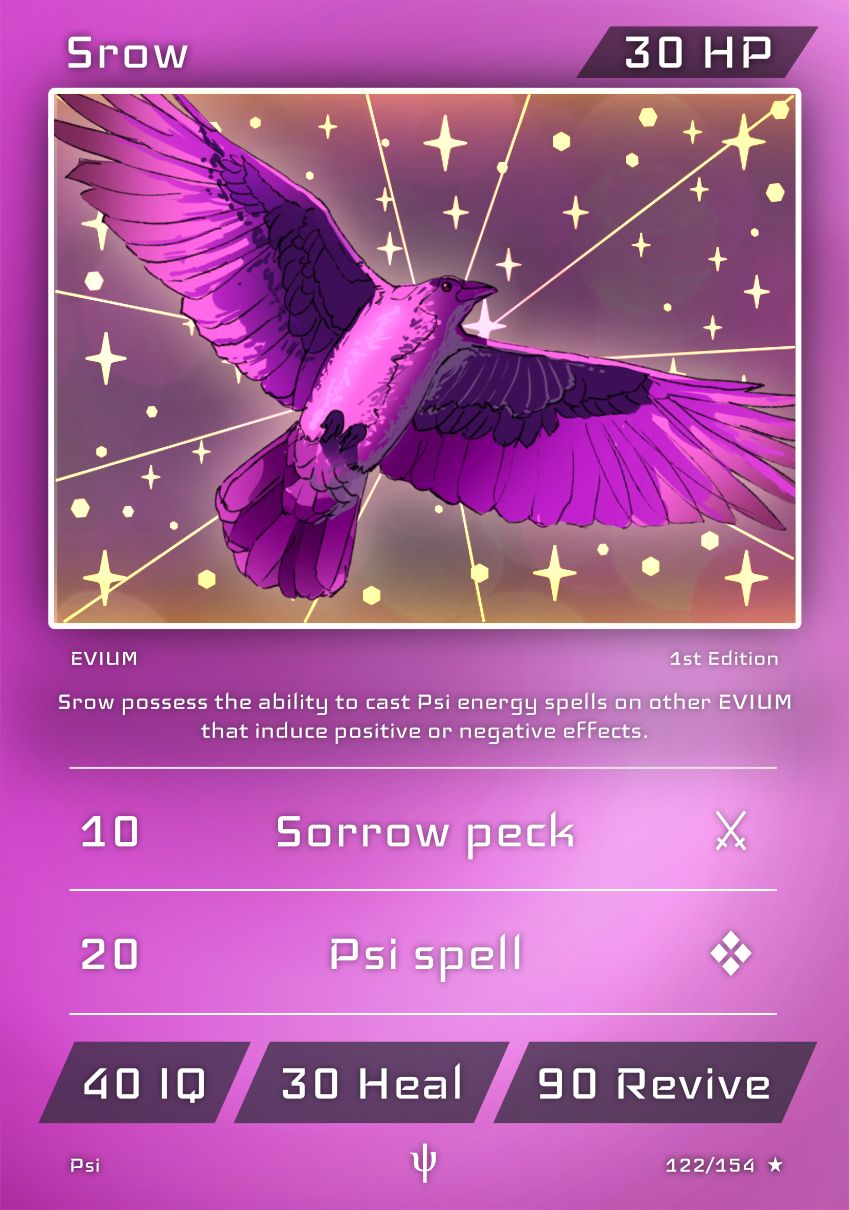 Srow
30 HP
EVIUM
1st Edition
Srow possess the ability to cast Psi energy spells on other EVIUM
that induce positive or negative effects.
10 Sorrow peck
20 Psi spell
40 IQ
30 Heal
90 Revive
Psi
ψ
122/154 ★